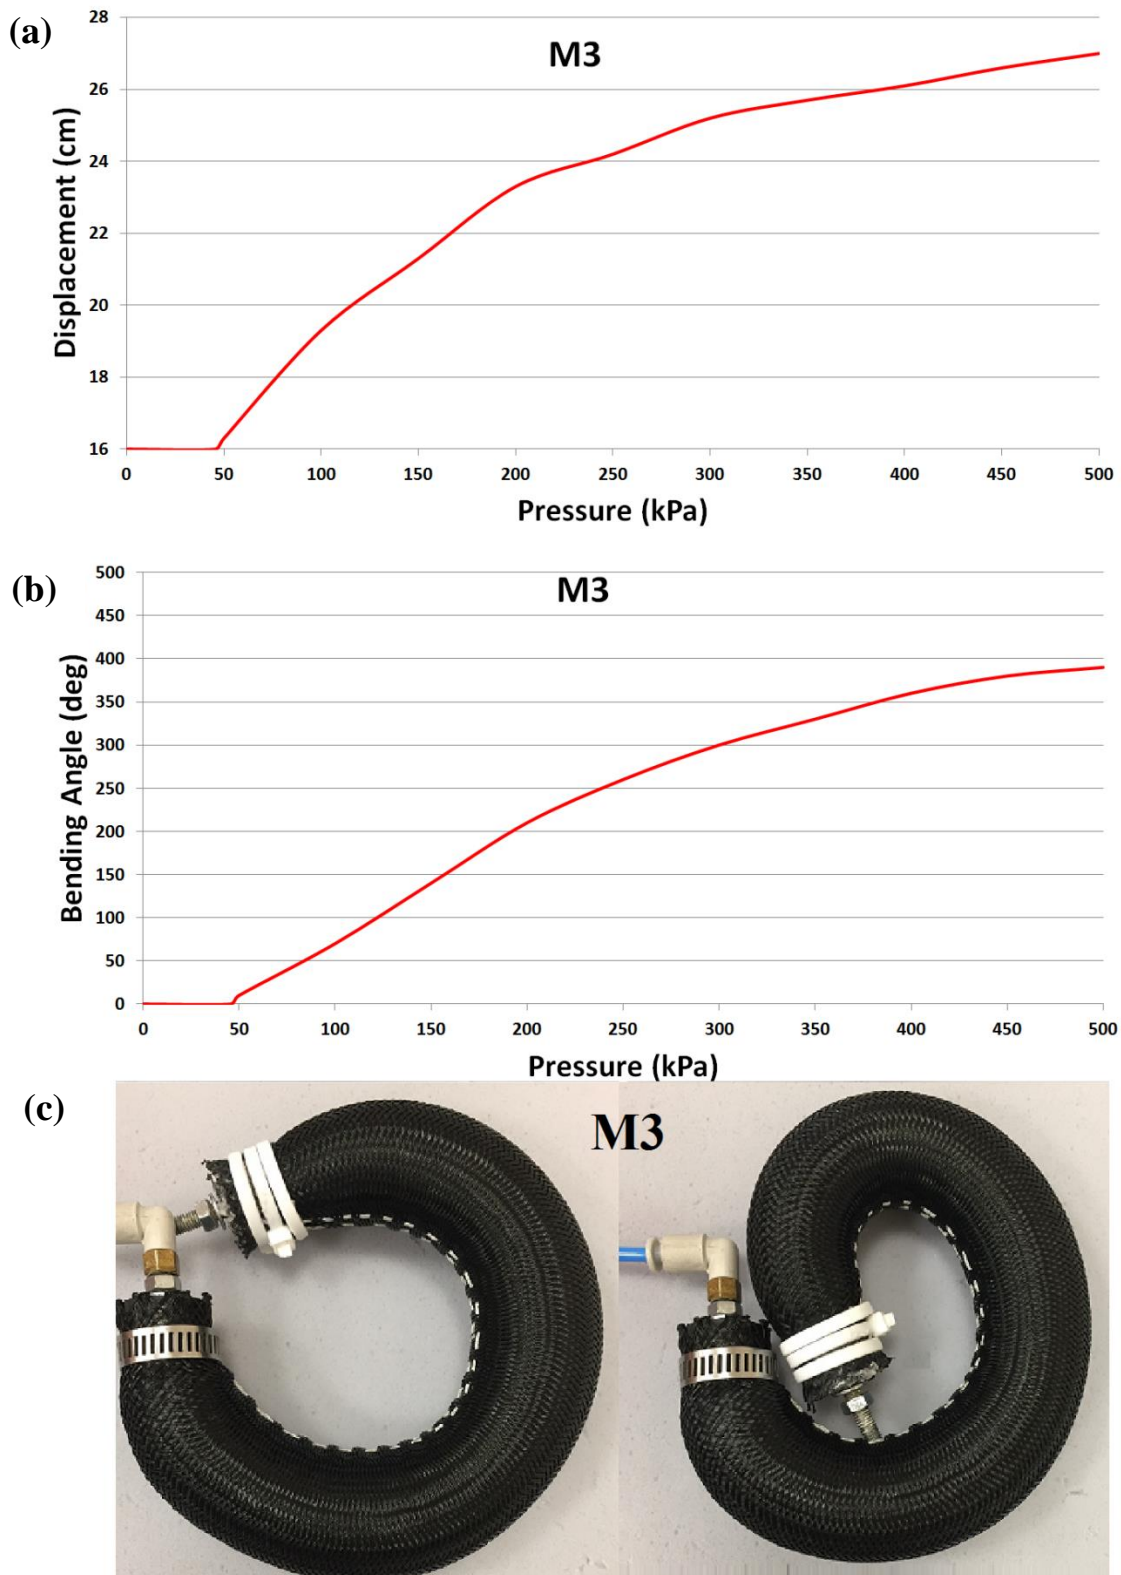 (a)
M3
Displacement (cm)
28
26
24
22
20
18
16
0 50 100 150 200 250 300 350 400 450 500
Pressure (kPa)
(b)
M3
Bending Angle (deg)
500
450
400
350
300
250
200
150
100
50
0
0 50 100 150 200 250 300 350 400 450 500
Pressure (kPa)
(c)
M3